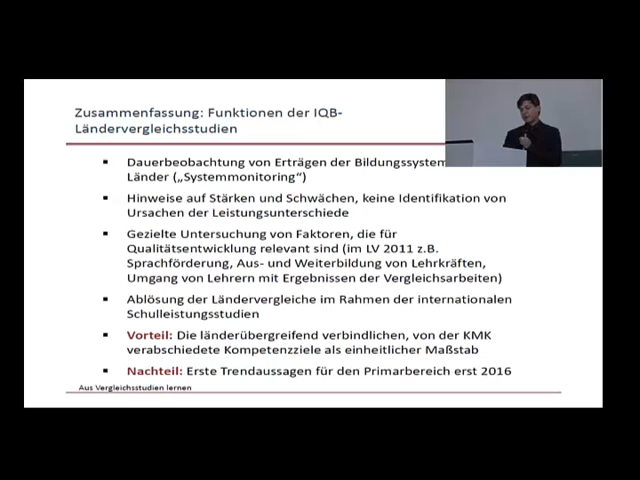 Zusammenfassung: Funktionen der IQB-
Ländervergleichsstudien
▪ Dauerbeobachtung von Erträgen der Bildungssystem
Länder („Systemmonitoring“)
▪ Hinweise auf Stärken und Schwächen, keine Identifikation von
Ursachen der Leistungsunterschiede
▪ Gezielte Untersuchung von Faktoren, die für
Qualitätsentwicklung relevant sind (im LV 2011 z.B.
Sprachförderung, Aus- und Weiterbildung von Lehrkräften,
Umgang von Lehrern mit Ergebnissen der Vergleichsarbeiten)
▪ Ablösung der Ländervergleiche im Rahmen der internationalen
Schulleistungsstudien
▪ Vorteil: Die länderübergreifend verbindlichen, von der KMK
verabschiedete Kompetenzziele als einheitlicher Maßstab
▪ Nachteil: Erste Trendaussagen für den Primarbereich erst 2016
Aus Vergleichsstudien lernen